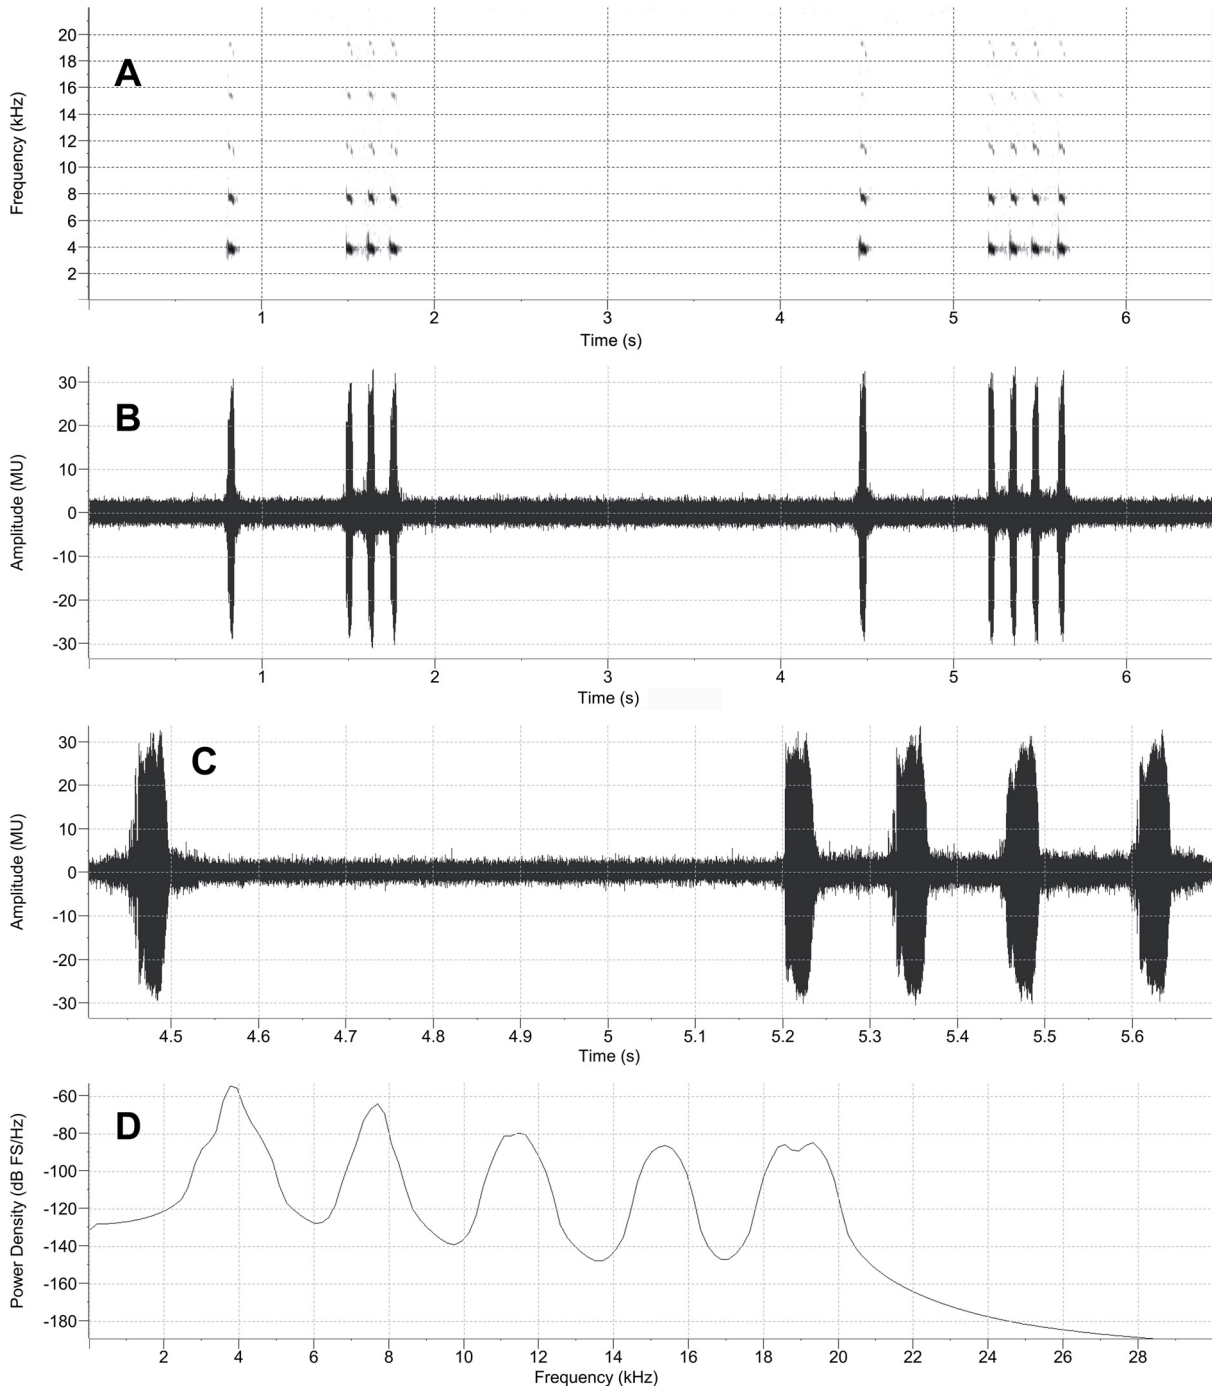 20
18
16
14
12
10
8
6
4
2
Frequency (kHz)
A
1 2 3 4 5 6
Time (s)
30
20
10
0
-10
-20
-30
Amplitude (MU)
B
1 2 3 4 5 6
Time (s)
30
20
10
0
-10
-20
-30
Amplitude (MU)
C
4.5 4.6 4.7 4.8 4.9 5 5.1 5.2 5.3 5.4 5.5 5.6
Time (s)
-60
-80
-100
-120
-140
-160
-180
Power Density (dB FS/Hz)
D
2 4 6 8 10 12 14 16 18 20 22 24 26 28
Frequency (kHz)